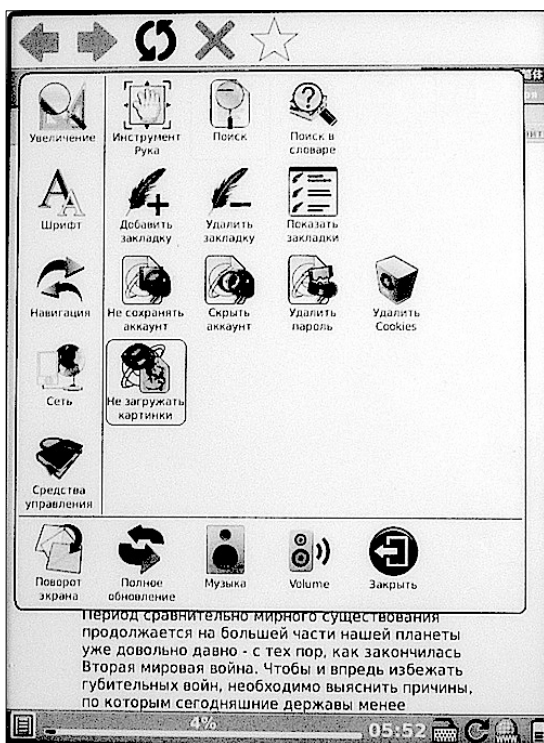 Увеличение
Инструмент
Рука
Поиск
Поиск в
словаре
Шрифт
Добавить
закладку
Удалить
закладку
Показать
закладки
Навигация
Не сохранять
аккаунт
Скрыть
аккаунт
Удалить
пароль
Удалить
Cookies
Сеть
Не загружать
картинки
Средства
управления
Поворот
экрана
Полное
обновление
Музыка
Volume
Закрыть
Период сравнительно мирного существования
продолжается на большей части нашей планеты
уже довольно давно - с тех пор, как закончилась
Вторая мировая война. Чтобы и впредь избежать
губительных войн, необходимо выяснить причины,
по которым сегодняшние державы менее
4%
05:52